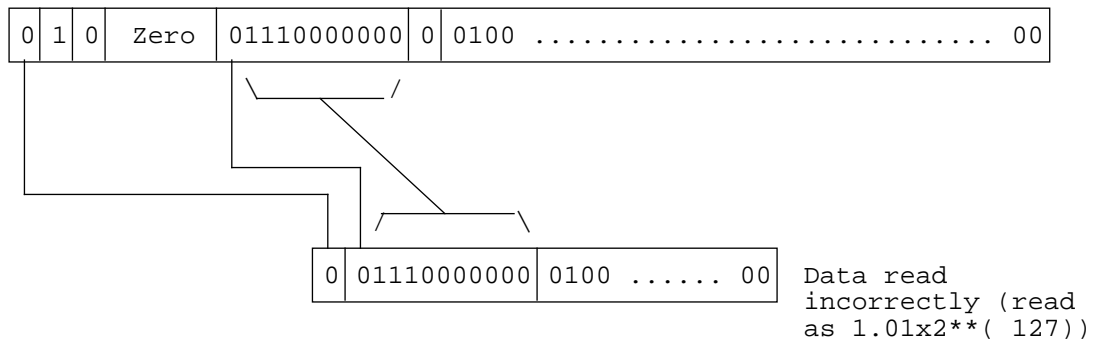 0 1 0 Zero 01110000000 0 0100 ............................. 00
0 01110000000 0100 ...... 00
Data read
incorrectly (read
as 1.01x2**( 127))